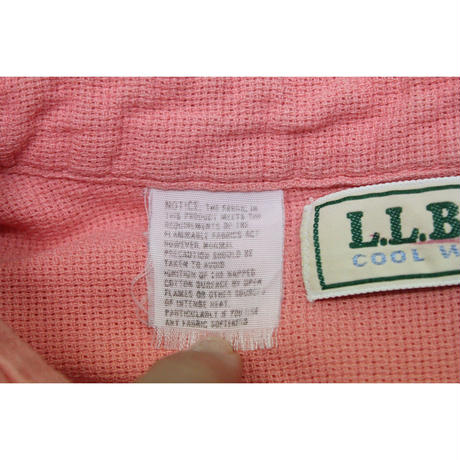 NOTICE: THE FABRIC IN
THIS PRODUCT MEETS THE
REQUIREMENTS OF THE
FLAMMABLE FABRICS ACT
HOWEVER, NORMAL
PRECAUTION SHOULD BE
TAKEN TO AVOID
IGNITION OF THE NAPPED
COTTON SURFACE BY OPEN
FLAMES OR OTHER SOURCES
OF INTENSE HEAT.
PARTICULARLY IF YOU USE
ANY FABRIC SOFTENING
L.L.B
COOL W